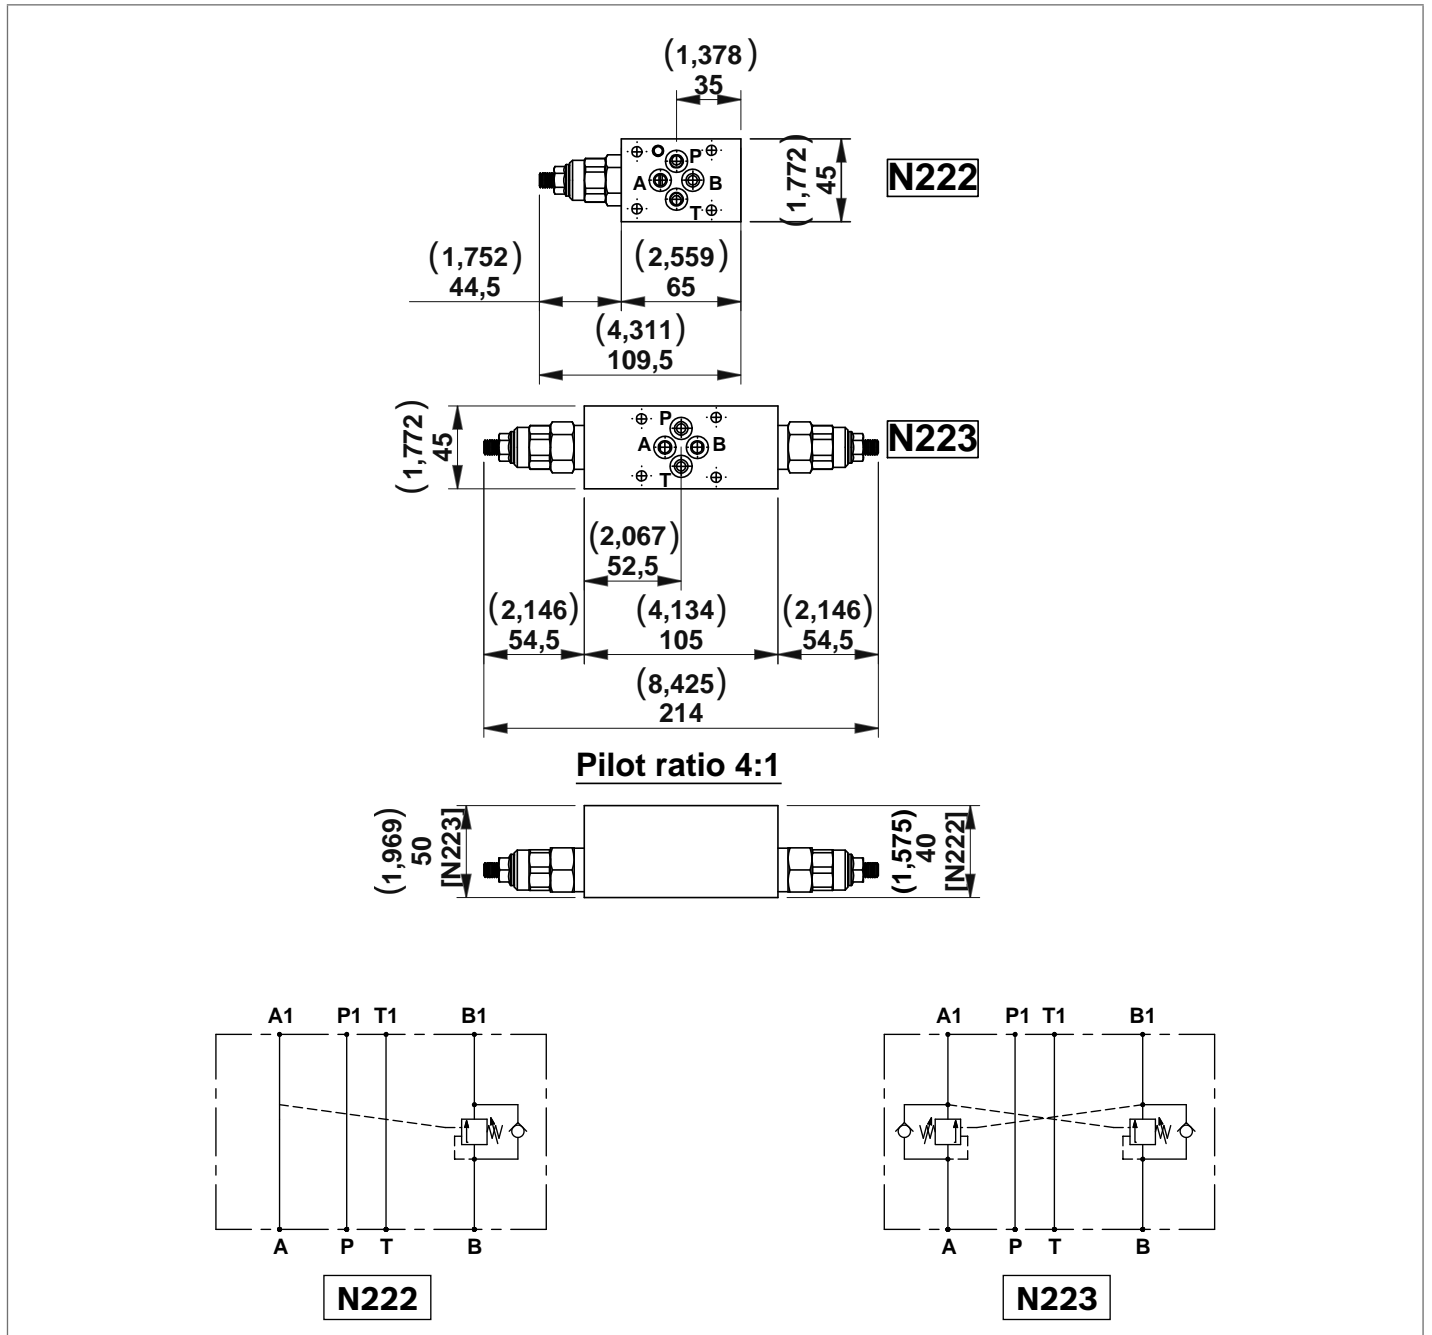 (1,378)
35
P
A
B
T
(1,772)
45
N222
(1,752)
44,5
(2,559)
65
(4,311)
109,5
(1,772)
45
P
A
B
T
N223
(2,067)
52,5
(2,146)
54,5
(4,134)
105
(2,146)
54,5
(8,425)
214
Pilot ratio 4:1
(1,969)
50
[N223]
(1,575)
40
[N222]
A1 P1 T1 B1
A P T B
N222
A1 P1 T1 B1
A P T B
N223